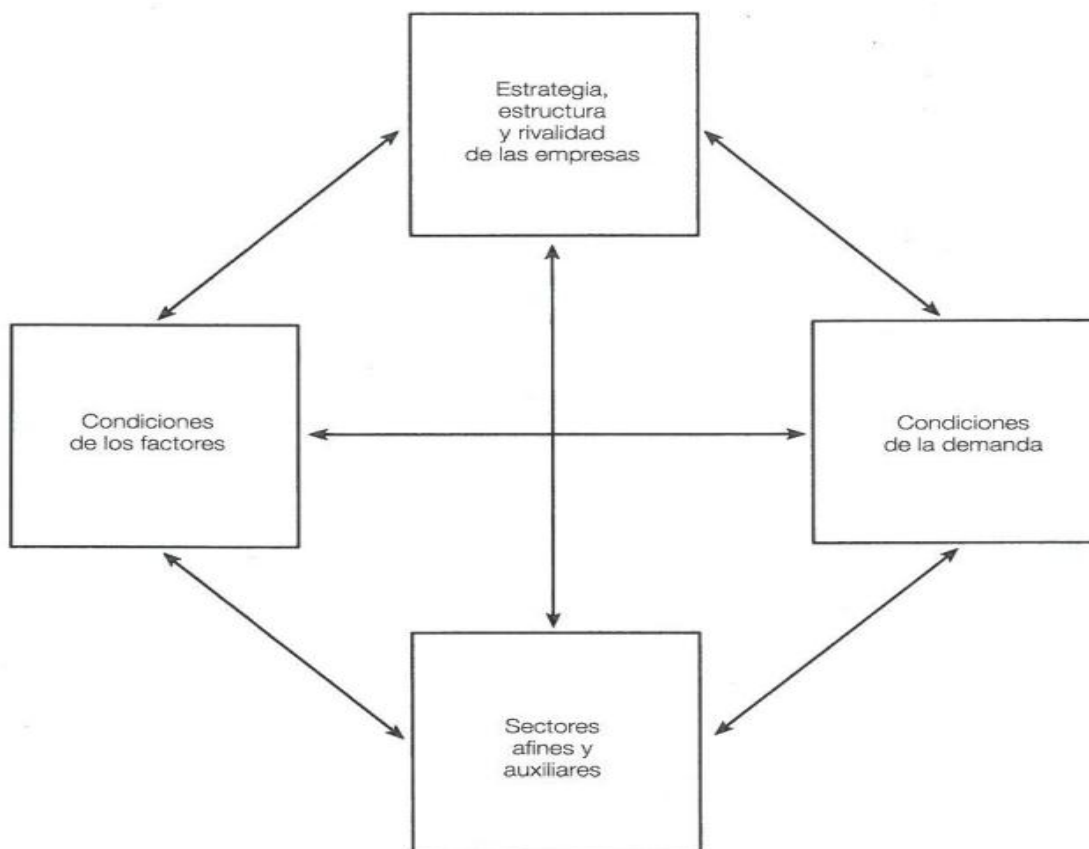 Estrategia,
estructura
y rivalidad
de las empresas
Condiciones
de los factores
Condiciones
de la demanda
Sectores
afines y
auxiliares